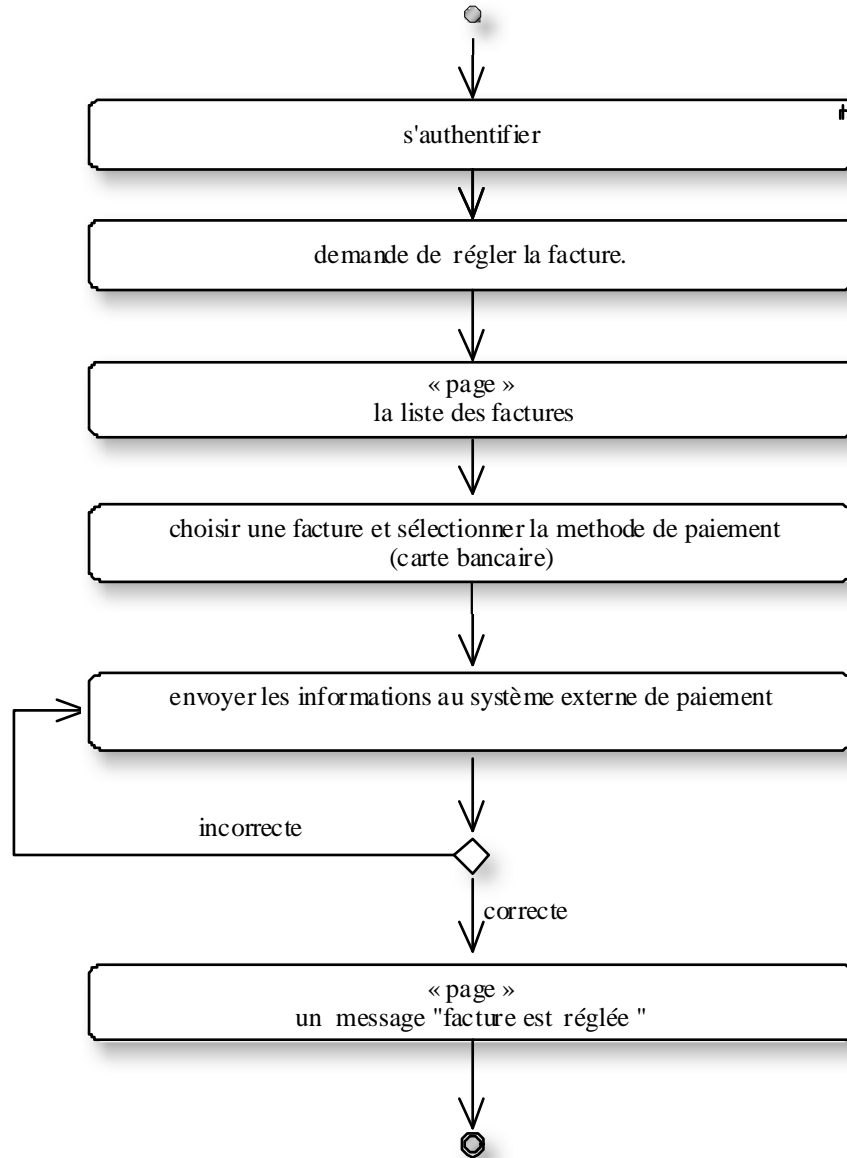 s'authentifier
demande de régler la facture.
« page »
la liste des factures
choisir une facture et sélectionner la methode de paiement
(carte bancaire)
envoyer les informations au système externe de paiement
incorrecte
correcte
« page »
un message "facture est réglée "